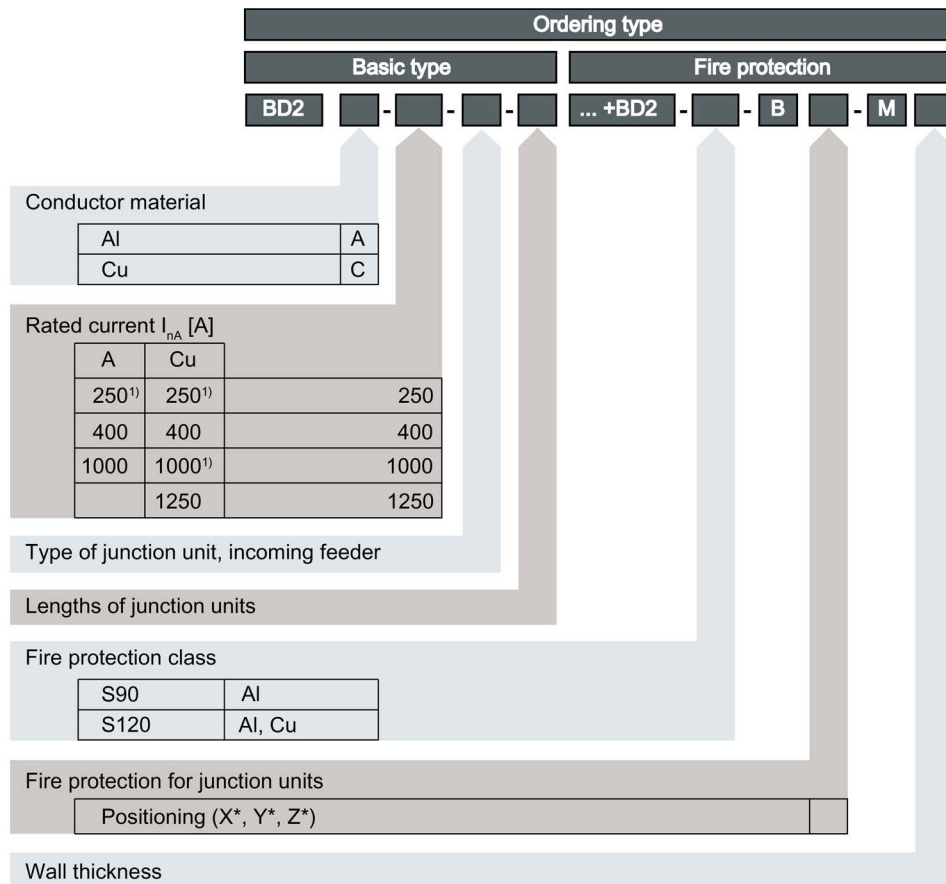 Ordering type
Basic type Fire protection
BD2 - - - ... +BD2 - - B - M
Conductor material
Al A
Cu C
Rated current InA [A]
A Cu
250¹⁾ 250¹⁾ 250
400 400 400
1000 1000¹⁾ 1000
1250 1250
Type of junction unit, incoming feeder
Lengths of junction units
Fire protection class
S90 Al
S120 Al, Cu
Fire protection for junction units
Positioning (X*, Y*, Z*)
Wall thickness